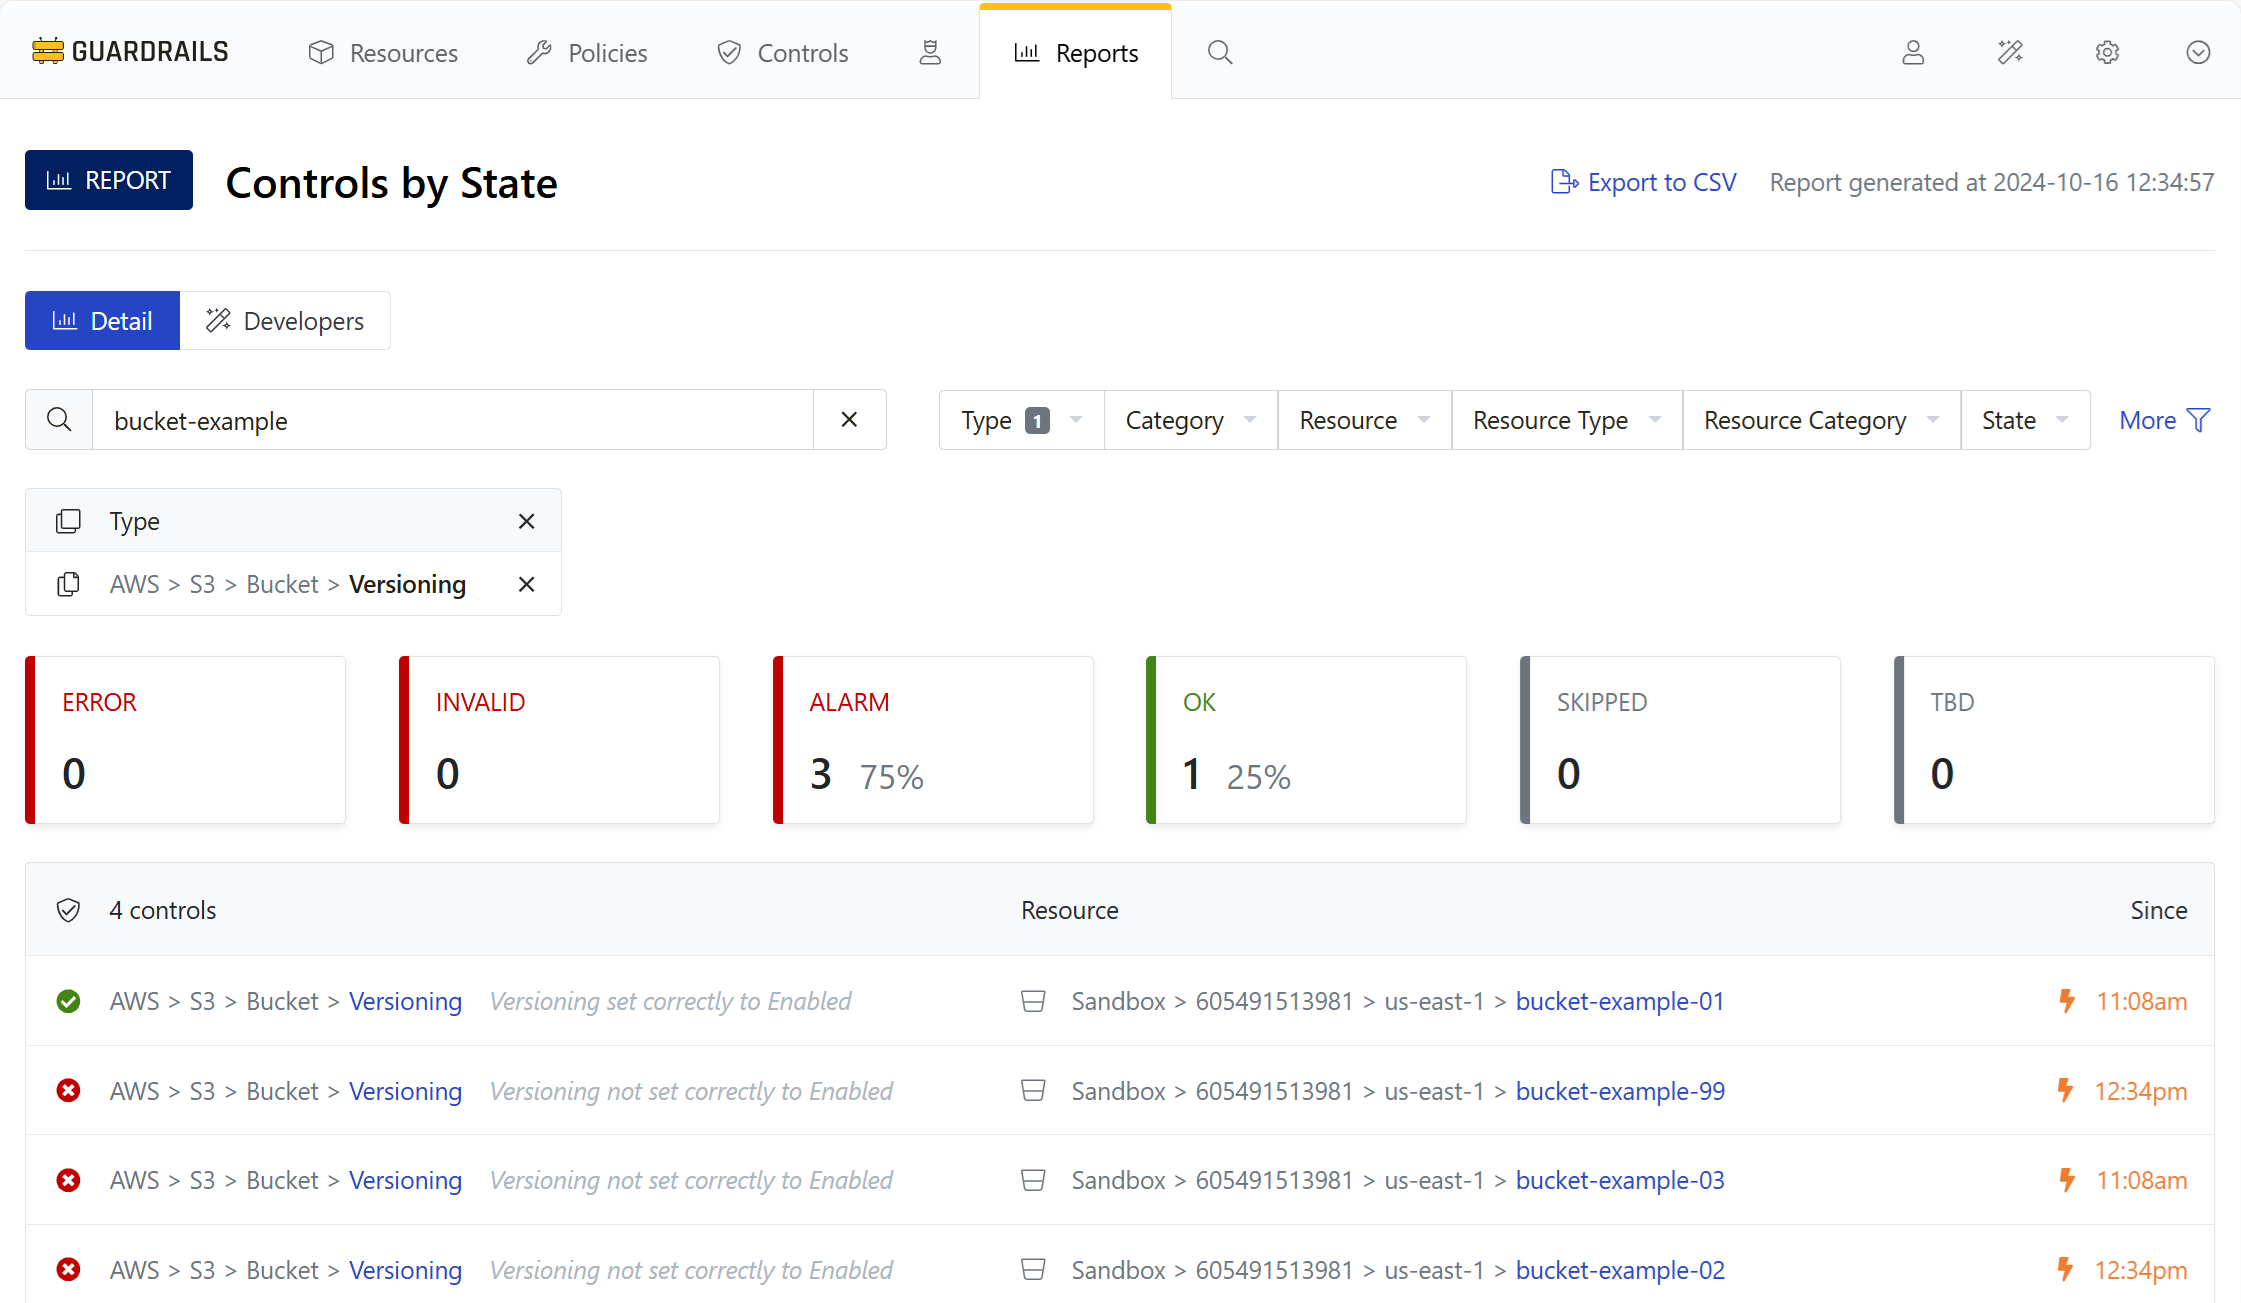 GUARDRAILS Resources Policies Controls Reports
REPORT Controls by State Export to CSV Report generated at 2024-10-16 12:34:57
Detail Developers
bucket-example Type 1 Category Resource Resource Type Resource Category State More
Type
AWS > S3 > Bucket > Versioning
ERROR INVALID ALARM OK SKIPPED TBD
0 0 3 75% 1 25% 0 0
4 controls Resource Since
AWS > S3 > Bucket > Versioning Versioning set correctly to Enabled Sandbox > 605491513981 > us-east-1 > bucket-example-01 11:08am
AWS > S3 > Bucket > Versioning Versioning not set correctly to Enabled Sandbox > 605491513981 > us-east-1 > bucket-example-99 12:34pm
AWS > S3 > Bucket > Versioning Versioning not set correctly to Enabled Sandbox > 605491513981 > us-east-1 > bucket-example-03 11:08am
AWS > S3 > Bucket > Versioning Versioning not set correctly to Enabled Sandbox > 605491513981 > us-east-1 > bucket-example-02 12:34pm